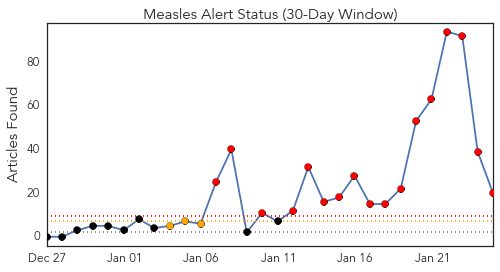 Measles Alert Status (30-Day Window)
Articles Found
80
60
40
20
0
Dec 27 Jan 01 Jan 06 Jan 11 Jan 16 Jan 21